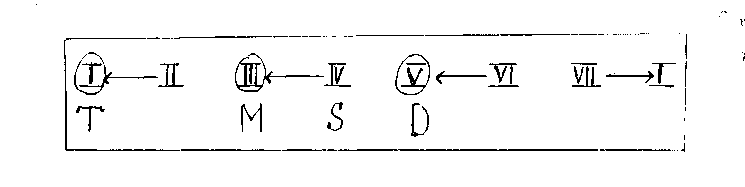 I ← II III ← IV V ← VI VII → I
T M S D